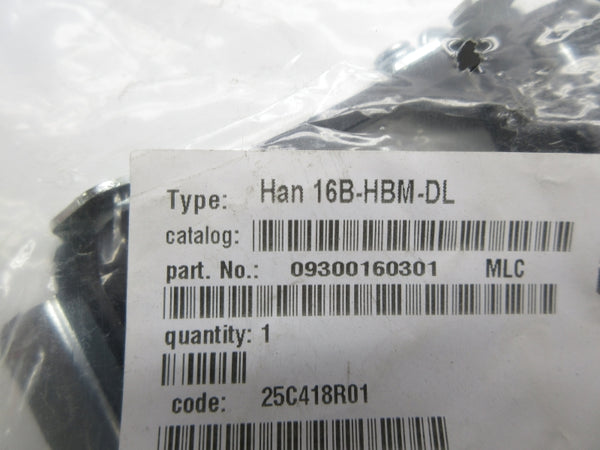 Type: Han 16B-HBM-DL
catalog:
part. No.: 09300160301 MLC
quantity: 1
code: 25C418R01